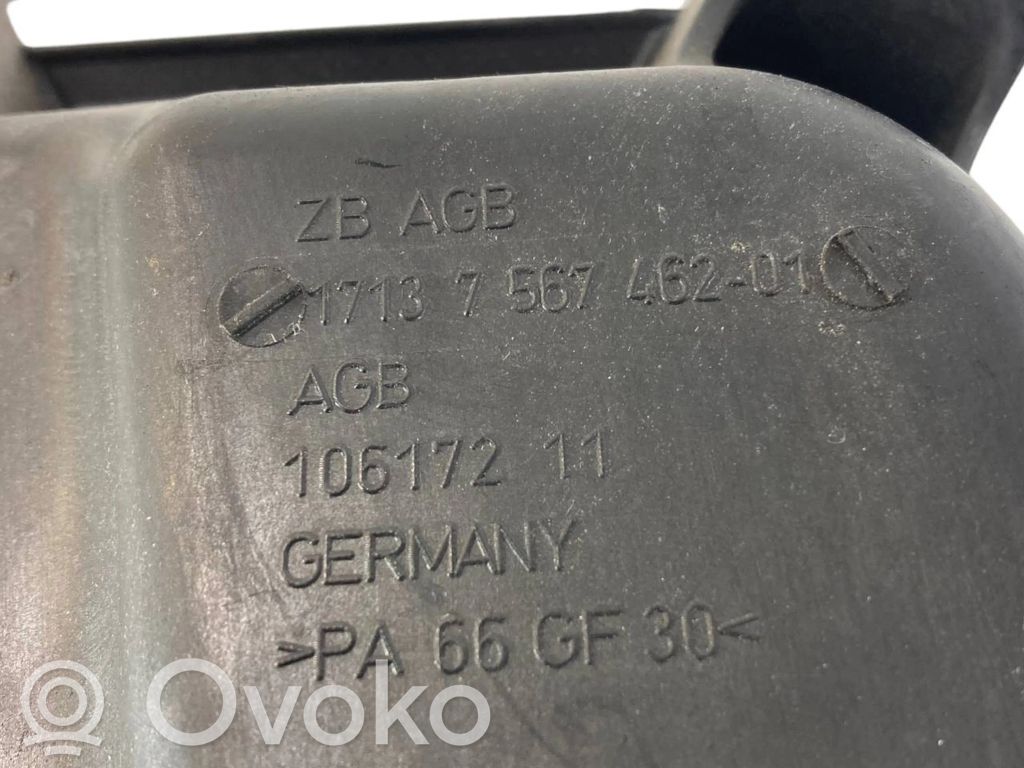 ZB AGB
1713 7 567 462-01
AGB
106172 11
GERMANY
>PA 66 GF 30<
Ovoko